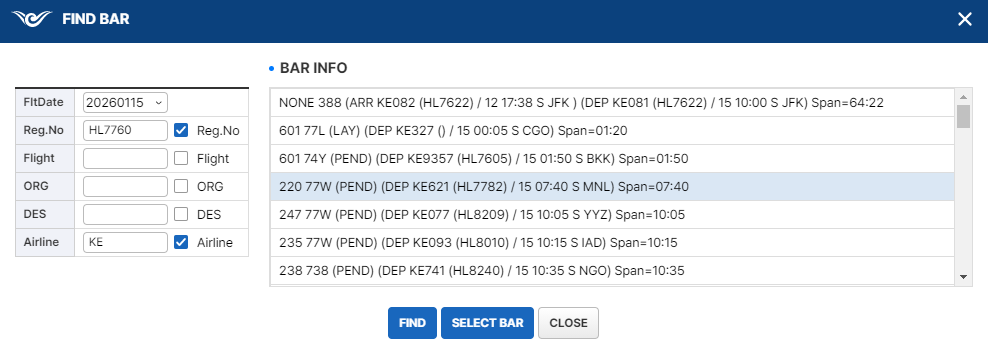 FIND BAR
BAR INFO
FltDate 20260115
Reg.No HL7760 Reg.No
Flight Flight
ORG ORG
DES DES
Airline KE Airline
NONE 388 (ARR KE082 (HL7622) / 12 17:38 S JFK ) (DEP KE081 (HL7622) / 15 10:00 S JFK) Span=64:22
601 77L (LAY) (DEP KE327 () / 15 00:05 S CGO) Span=01:20
601 74Y (PEND) (DEP KE9357 (HL7605) / 15 01:50 S BKK) Span=01:50
220 77W (PEND) (DEP KE621 (HL7782) / 15 07:40 S MNL) Span=07:40
247 77W (PEND) (DEP KE077 (HL8209) / 15 10:05 S YYZ) Span=10:05
235 77W (PEND) (DEP KE093 (HL8010) / 15 10:15 S IAD) Span=10:15
238 738 (PEND) (DEP KE741 (HL8240) / 15 10:35 S NGO) Span=10:35
FIND SELECT BAR CLOSE